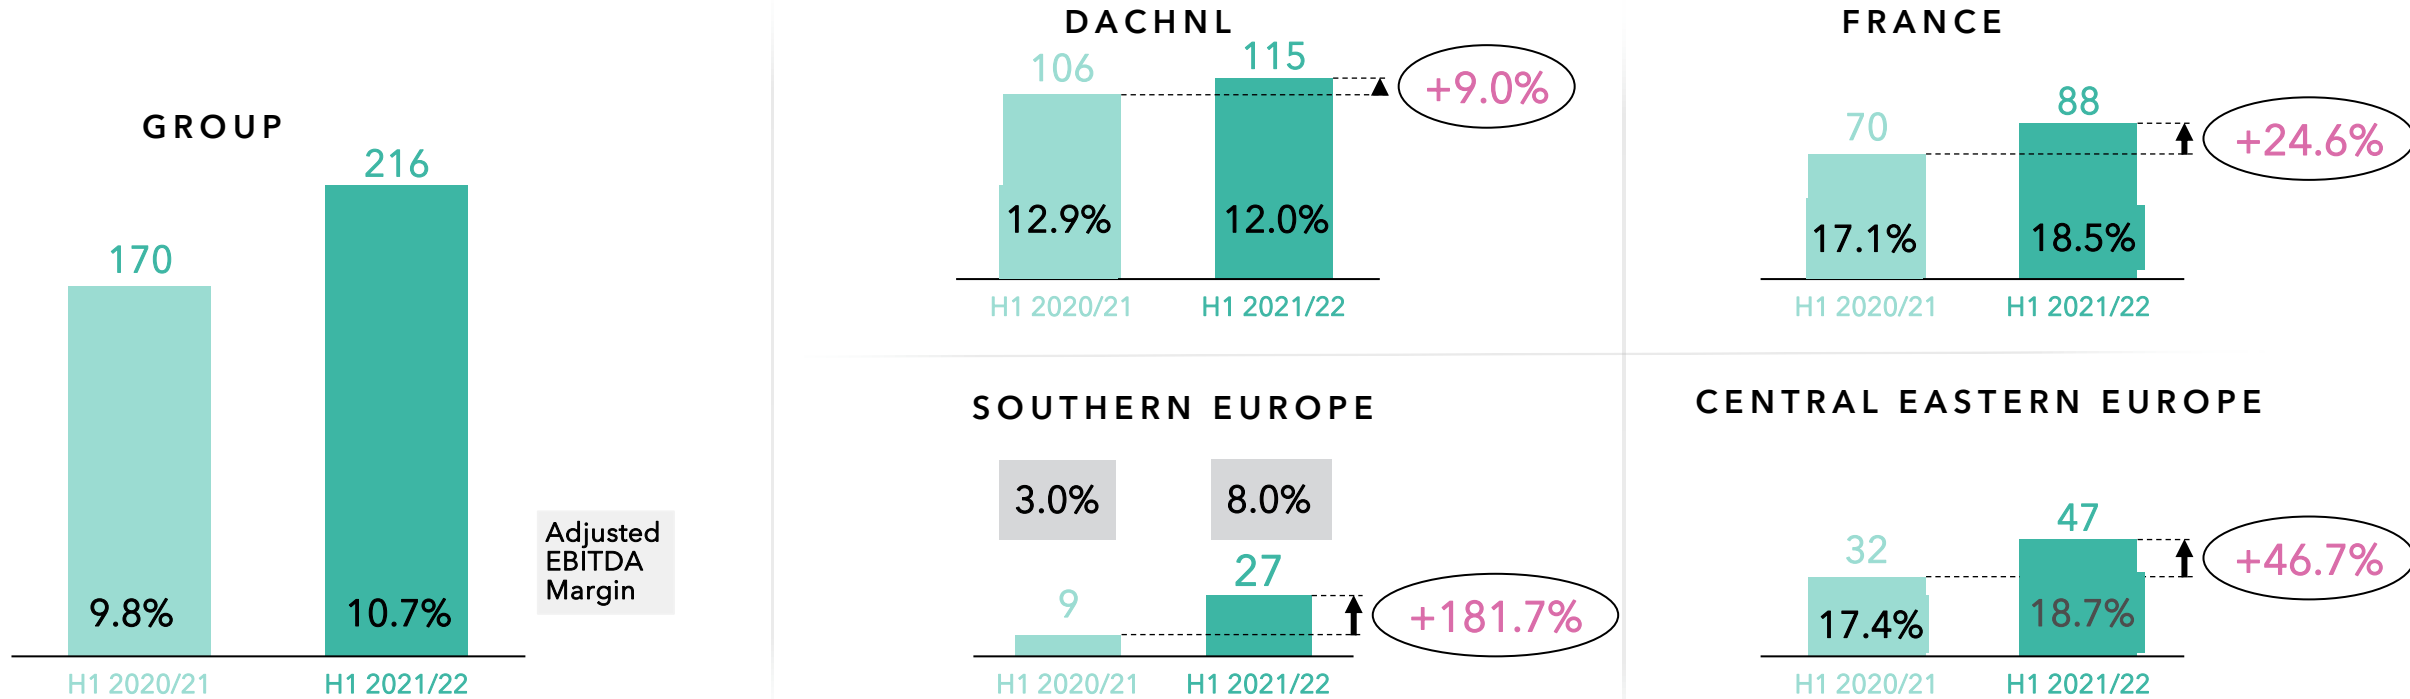 GROUP
170
216
9.8%
10.7%
H1 2020/21
H1 2021/22
Adjusted
EBITDA
Margin
DACHNL
106
115
+9.0%
12.9%
12.0%
H1 2020/21
H1 2021/22
FRANCE
70
88
+24.6%
17.1%
18.5%
H1 2020/21
H1 2021/22
SOUTHERN EUROPE
3.0%
8.0%
9
27
+181.7%
H1 2020/21
H1 2021/22
CENTRAL EASTERN EUROPE
32
47
+46.7%
17.4%
18.7%
H1 2020/21
H1 2021/22